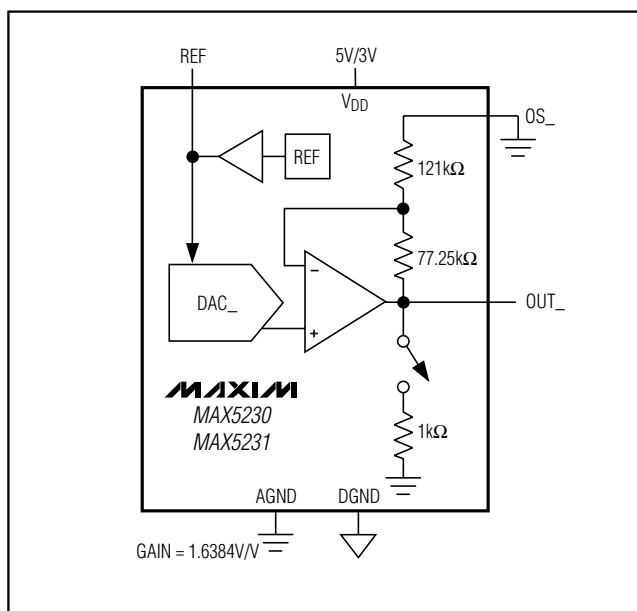 REF
5V/3V
VDD
OS_
REF
121kΩ
77.25kΩ
−
DAC_
OUT_
+
MAXIM
MAX5230
MAX5231
1kΩ
AGND
DGND
GAIN = 1.6384V/V